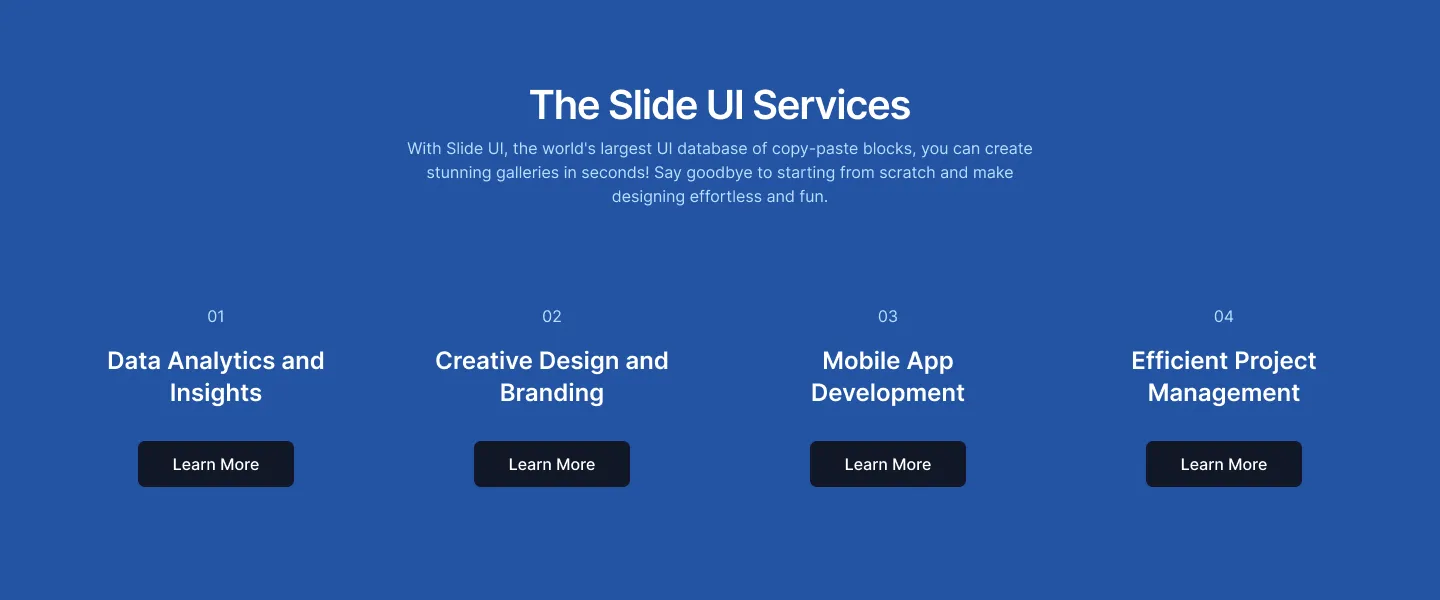 The Slide UI Services
With Slide UI, the world's largest UI database of copy-paste blocks, you can create
stunning galleries in seconds! Say goodbye to starting from scratch and make
designing effortless and fun.
01
Data Analytics and
Insights
Learn More
02
Creative Design and
Branding
Learn More
03
Mobile App
Development
Learn More
04
Efficient Project
Management
Learn More